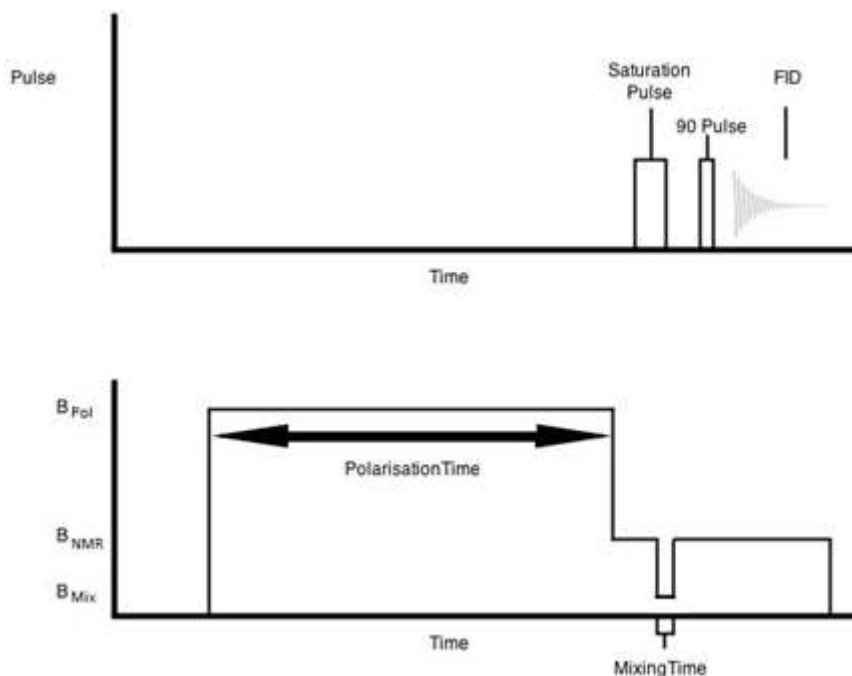 Pulse
Saturation
Pulse
FID
90 Pulse
Time
B Pol
PolarisationTime
B NMR
B Mix
Time
MixingTime